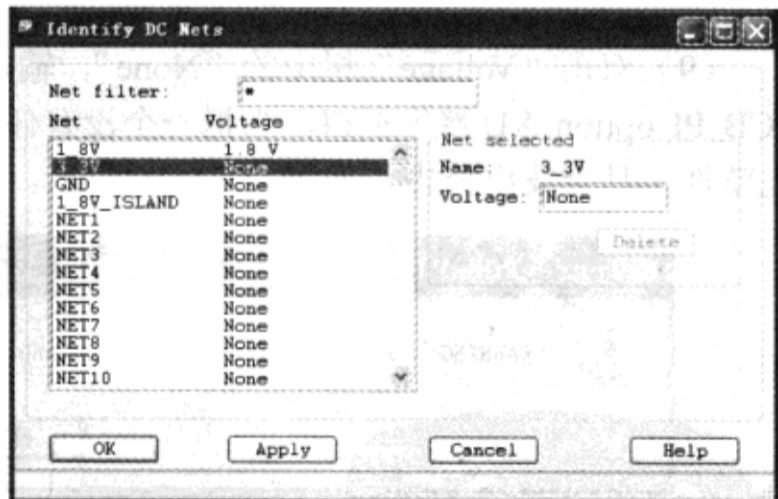 Identify DC Nets
Net filter: *
Net Voltage
1_8V 1.8 V
3_3V None
GND None
1_8V_ISLAND None
NET1 None
NET2 None
NET3 None
NET4 None
NET5 None
NET6 None
NET7 None
NET8 None
NET9 None
NET10 None
Net selected
Name: 3_3V
Voltage: None
Delete
OK Apply Cancel Help